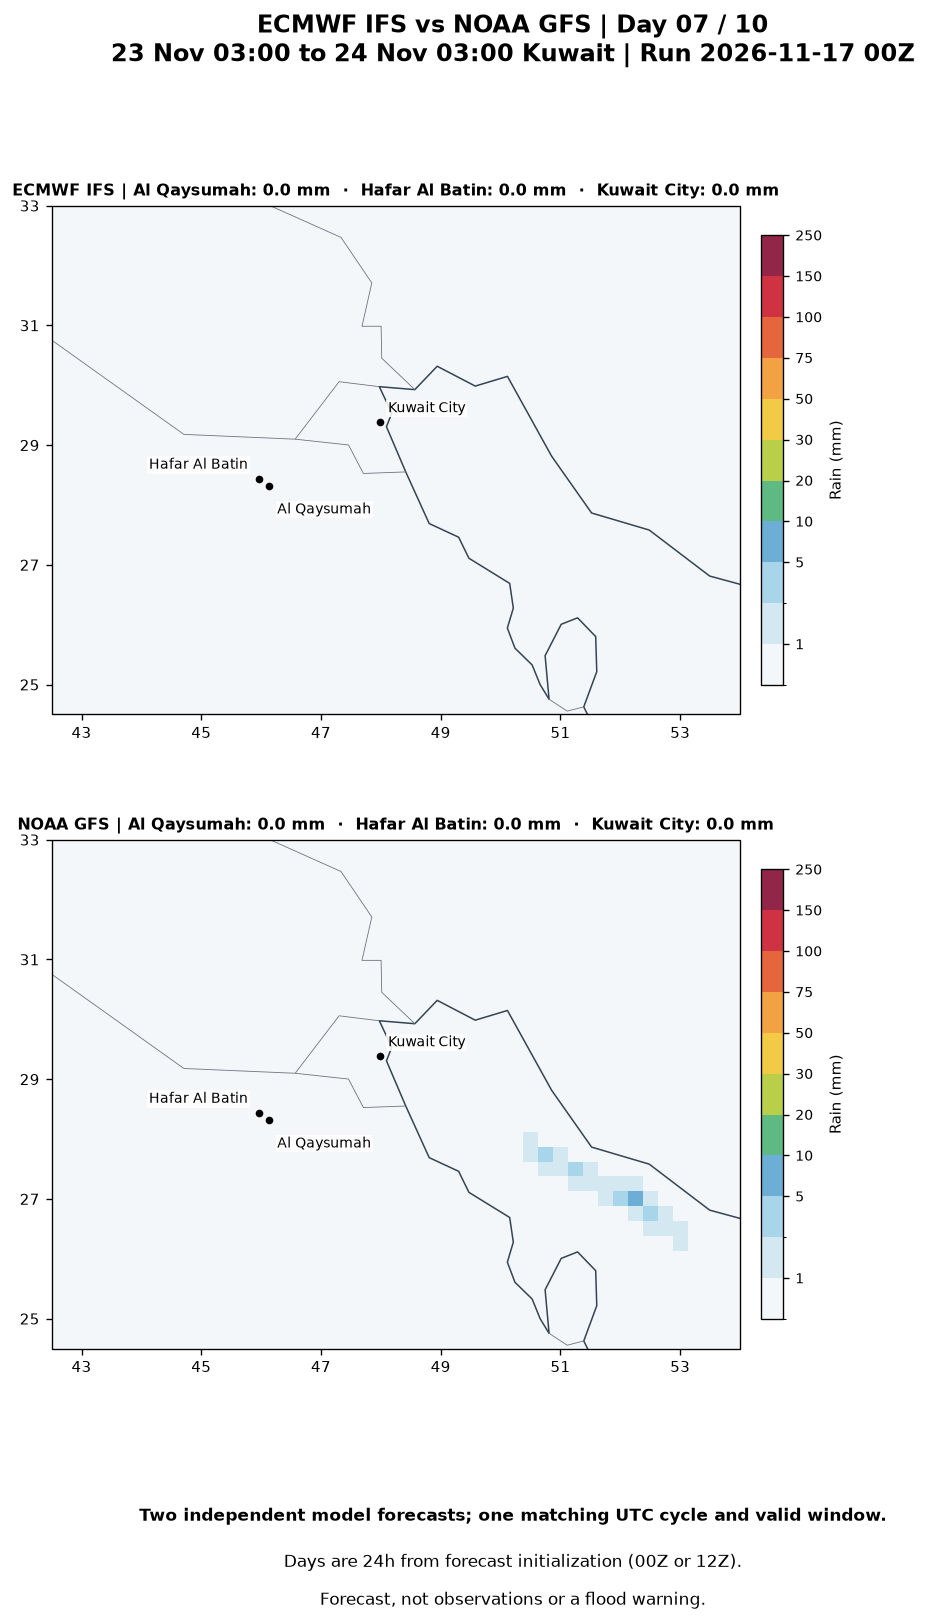 ECMWF IFS vs NOAA GFS | Day 07 / 10
23 Nov 03:00 to 24 Nov 03:00 Kuwait | Run 2026-11-17 00Z
ECMWF IFS | Al Qaysumah: 0.0 mm · Hafar Al Batin: 0.0 mm · Kuwait City: 0.0 mm
33
31
29
27
25
43 45 47 49 51 53
Kuwait City
Hafar Al Batin
Al Qaysumah
250
150
100
75
50
30
20
10
5
1
Rain (mm)
NOAA GFS | Al Qaysumah: 0.0 mm · Hafar Al Batin: 0.0 mm · Kuwait City: 0.0 mm
33
31
29
27
25
43 45 47 49 51 53
Kuwait City
Hafar Al Batin
Al Qaysumah
250
150
100
75
50
30
20
10
5
1
Rain (mm)
Two independent model forecasts; one matching UTC cycle and valid window.
Days are 24h from forecast initialization (00Z or 12Z).
Forecast, not observations or a flood warning.